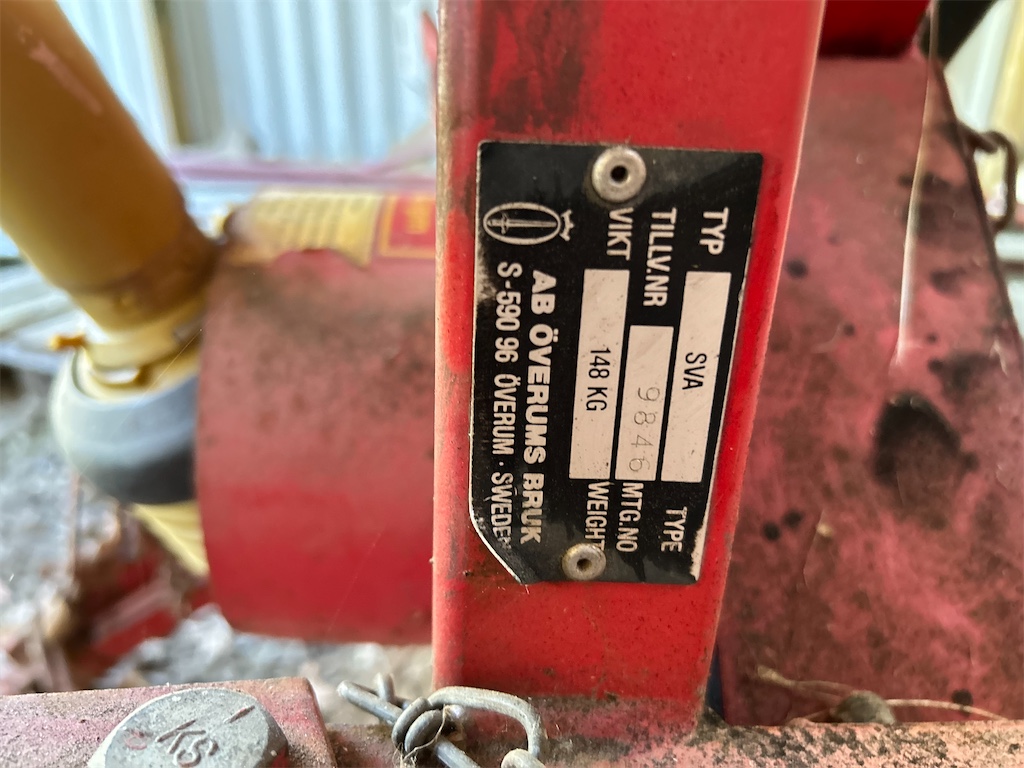 TYP SVA TYPE
TILLV.NR 9846 MTG.NO
VIKT 148 KG WEIGHT
AB ÖVERUMS BRUK
S-590 96 ÖVERUM · SWEDEN
KS